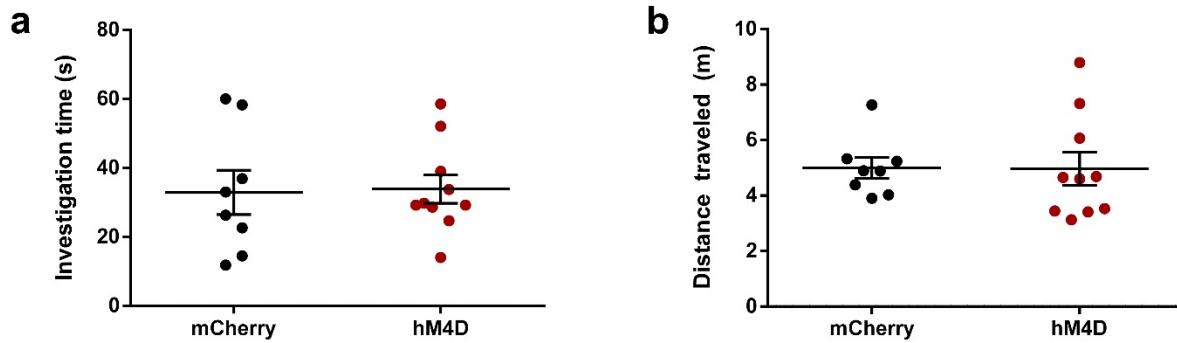 a
Investigation time (s)
80
60
40
20
0
mCherry
hM4D
b
Distance traveled (m)
10
8
6
4
2
0
mCherry
hM4D